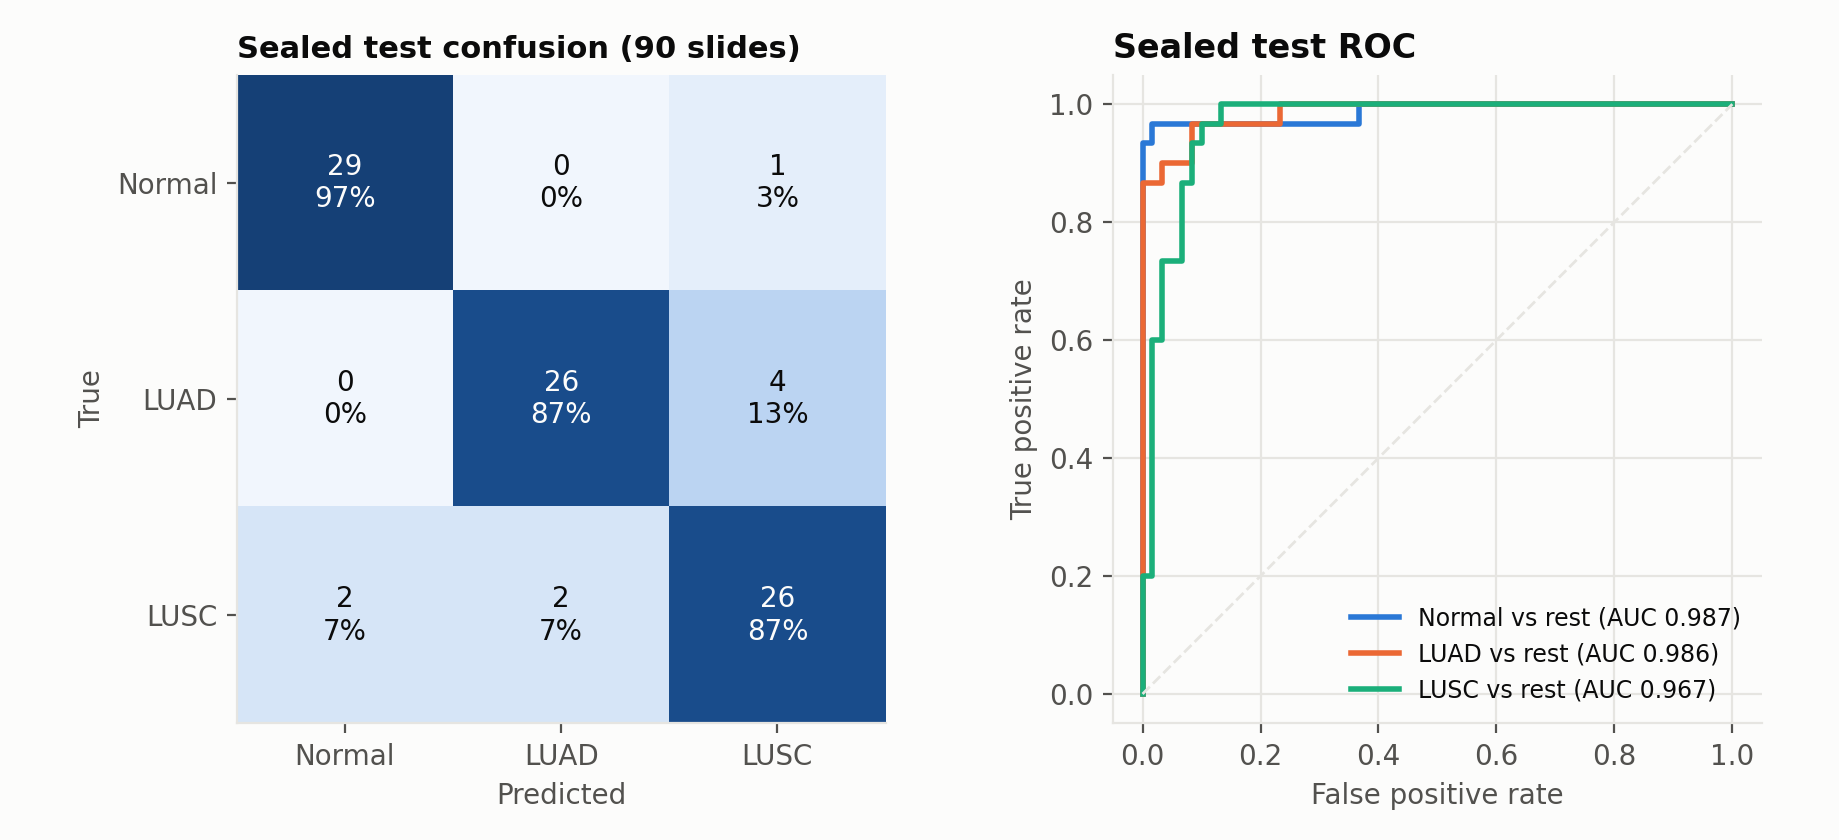 Sealed test confusion (90 slides)
True
Normal
LUAD
LUSC
29
97%
0
0%
1
3%
0
0%
26
87%
4
13%
2
7%
2
7%
26
87%
Normal
LUAD
LUSC
Predicted
Sealed test ROC
True positive rate
1.0
0.8
0.6
0.4
0.2
0.0
Normal vs rest (AUC 0.987)
LUAD vs rest (AUC 0.986)
LUSC vs rest (AUC 0.967)
0.0
0.2
0.4
0.6
0.8
1.0
False positive rate